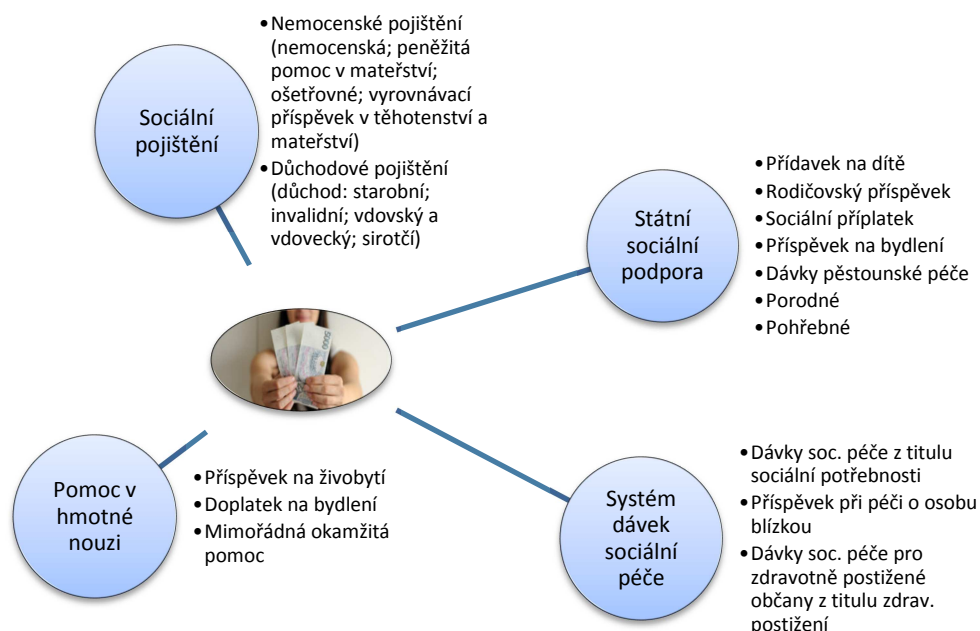 Sociální
pojištění
•Nemocenské pojištění
(nemocenská; peněžitá
pomoc v mateřství;
ošetřovné; vyrovnávací
příspěvek v těhotenství a
mateřství)
•Důchodové pojištění
(důchod: starobní;
invalidní; vdovský a
vdovecký; sirotčí)
Státní
sociální
podpora
•Přídavek na dítě
•Rodičovský příspěvek
•Sociální příplatek
•Příspěvek na bydlení
•Dávky pěstounské péče
•Porodné
•Pohřebné
5000
Pomoc v
hmotné
nouzi
•Příspěvek na živobytí
•Doplatek na bydlení
•Mimořádná okamžitá
pomoc
Systém
dávek
sociální
péče
•Dávky soc. péče z titulu
sociální potřebnosti
•Příspěvek při péči o osobu
blízkou
•Dávky soc. péče pro
zdravotně postižené
občany z titulu zdrav.
postižení